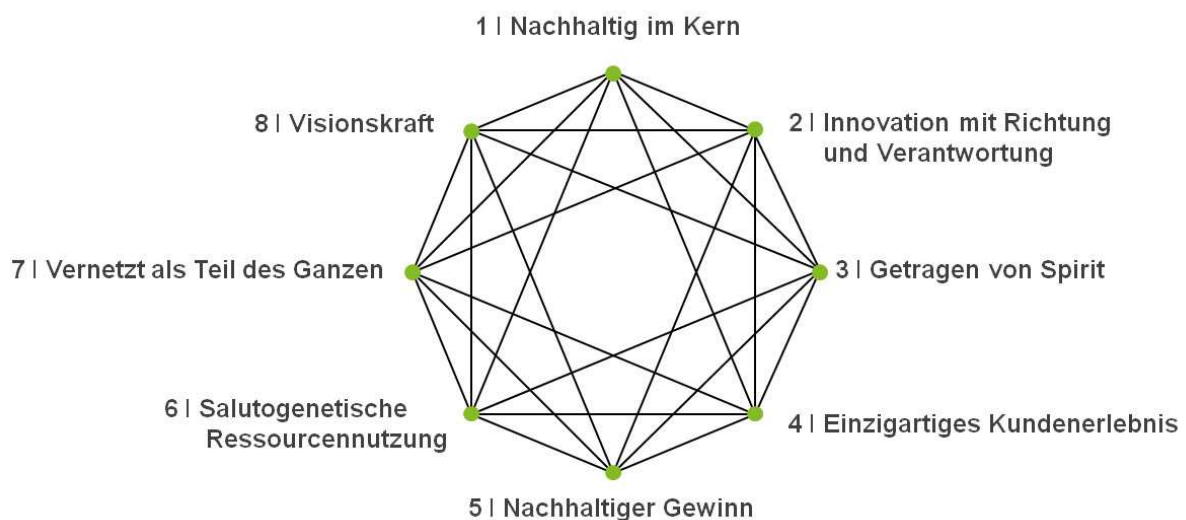 1 | Nachhaltig im Kern
8 | Visionskraft
2 | Innovation mit Richtung
und Verantwortung
7 | Vernetzt als Teil des Ganzen
3 | Getragen von Spirit
6 | Salutogenetische
Ressourcennutzung
4 | Einzigartiges Kundenerlebnis
5 | Nachhaltiger Gewinn